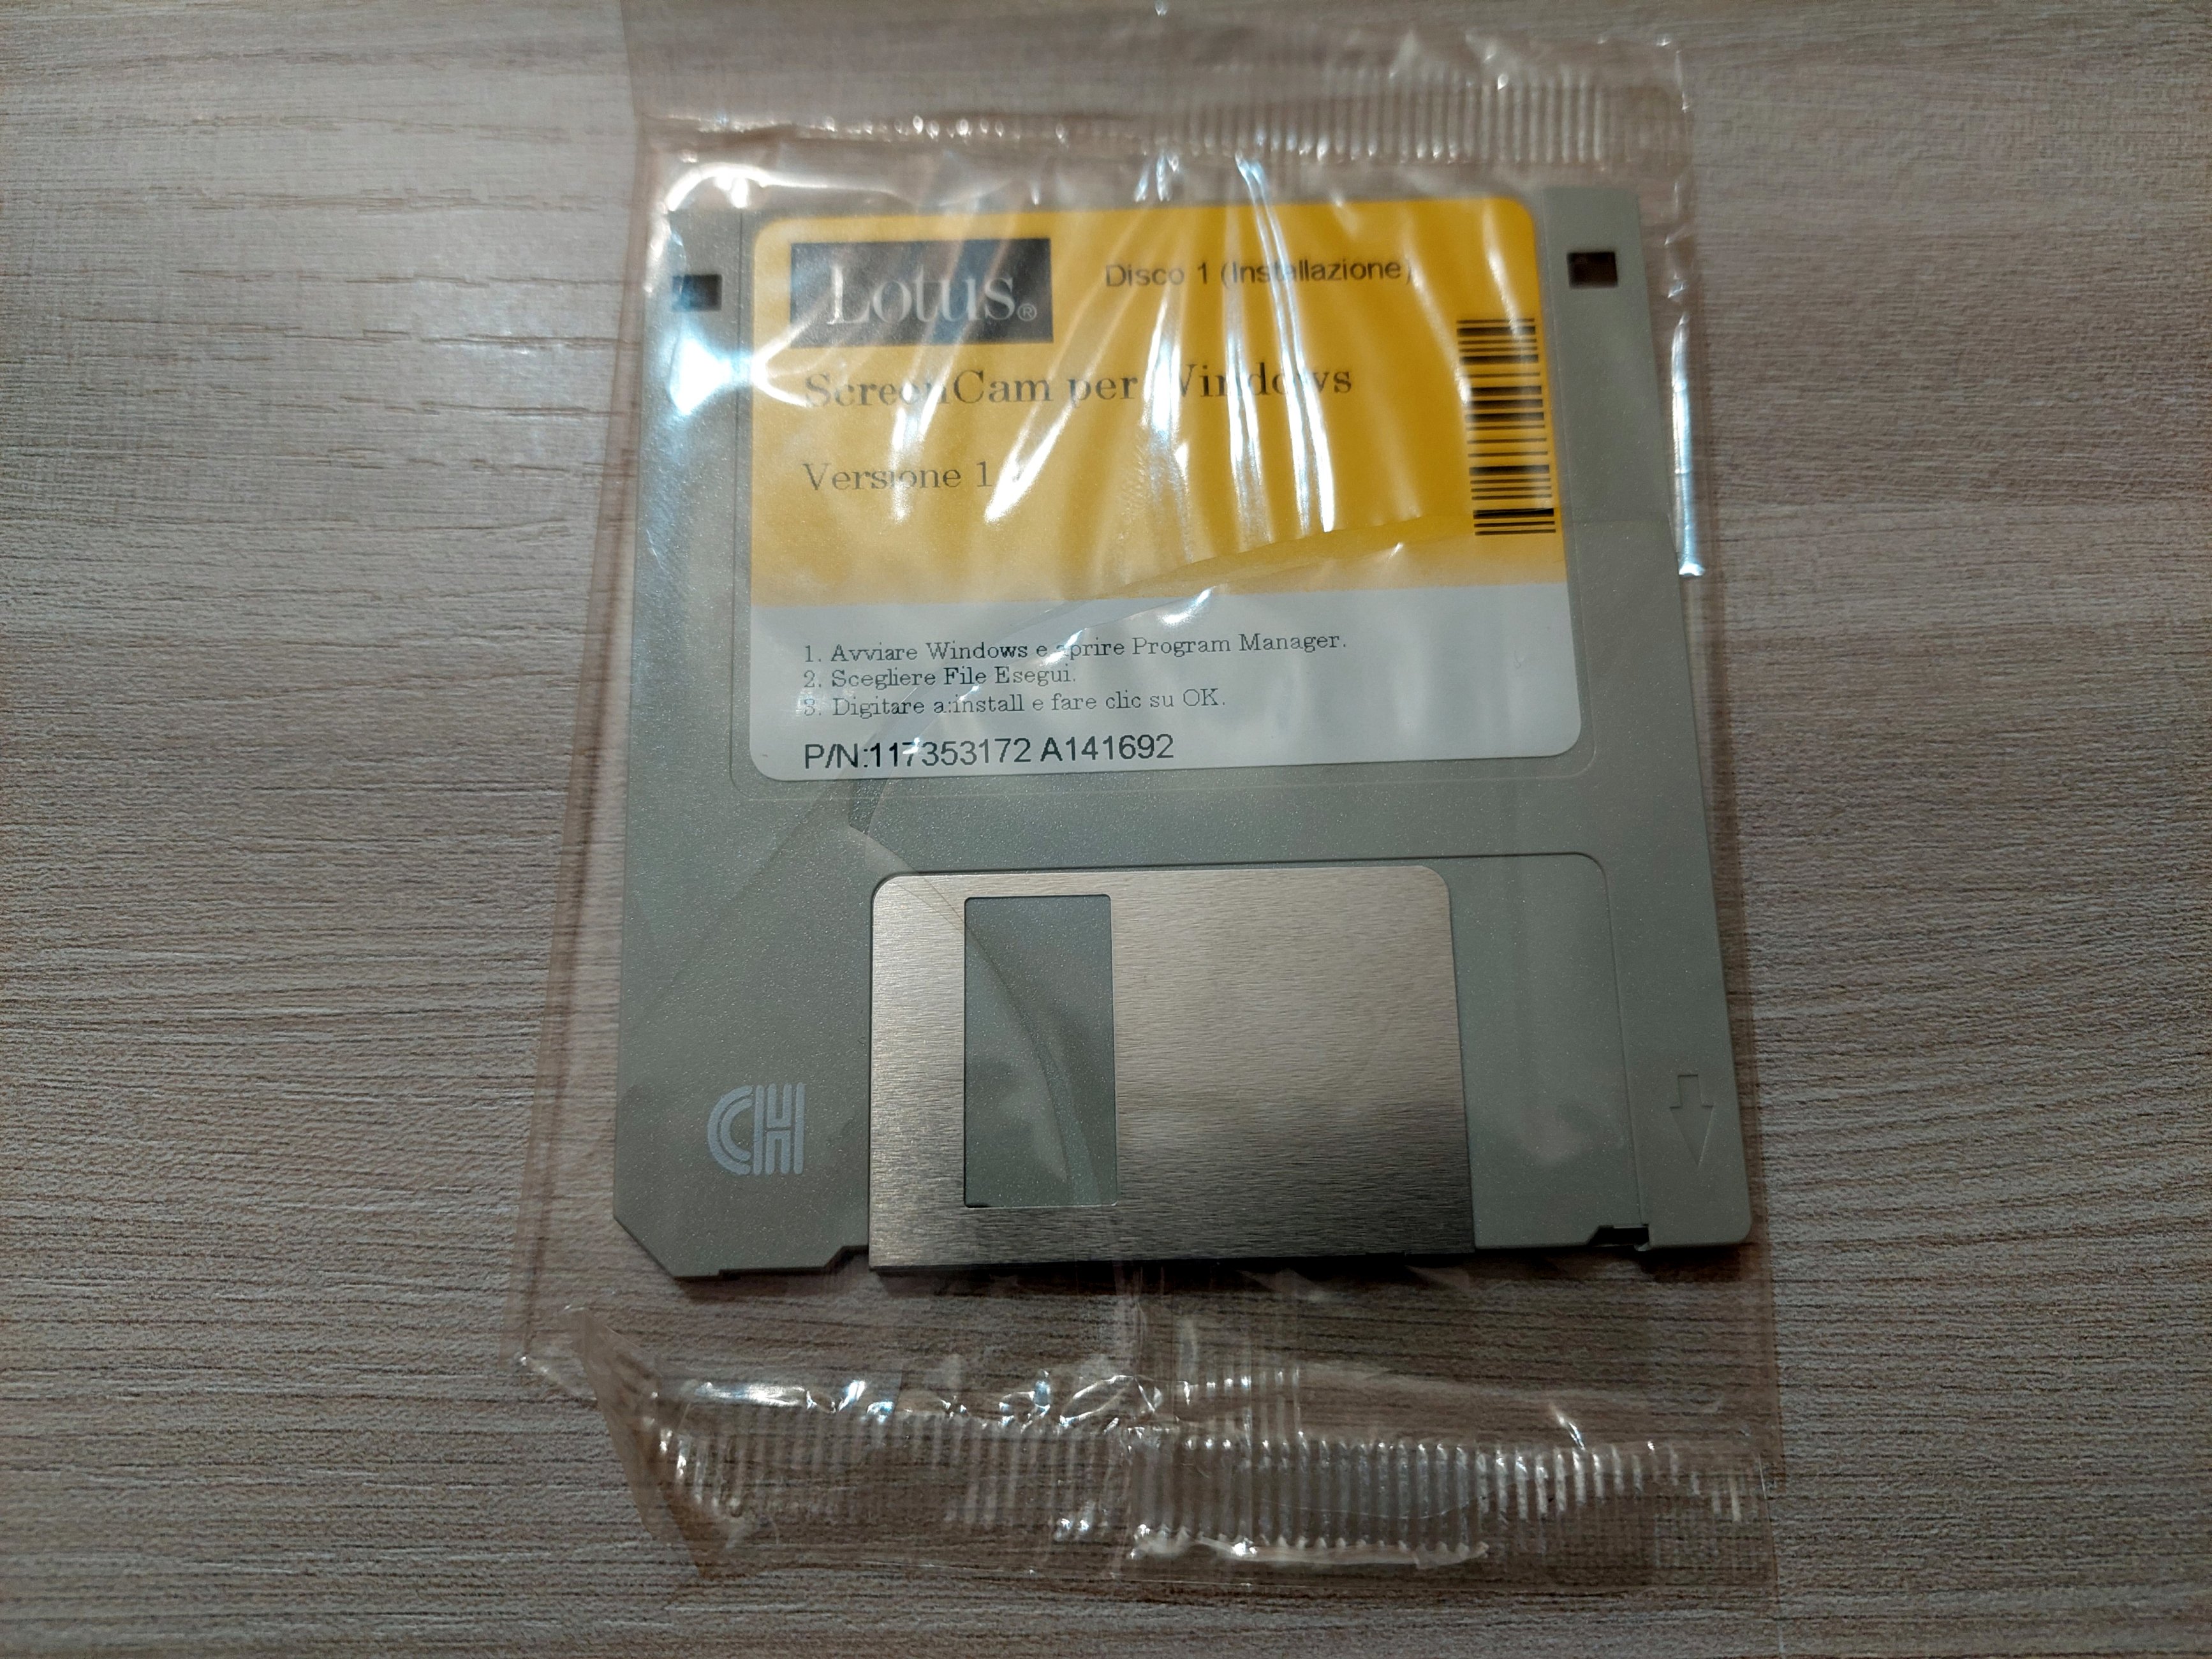 Lotus®
Disco 1 (Installazione)
ScreenCam per Windows
Versione 1
1. Avviare Windows e aprire Program Manager.
2. Scegliere File Esegui.
3. Digitare a:install e fare clic su OK.
P/N:117353172 A141692
CH